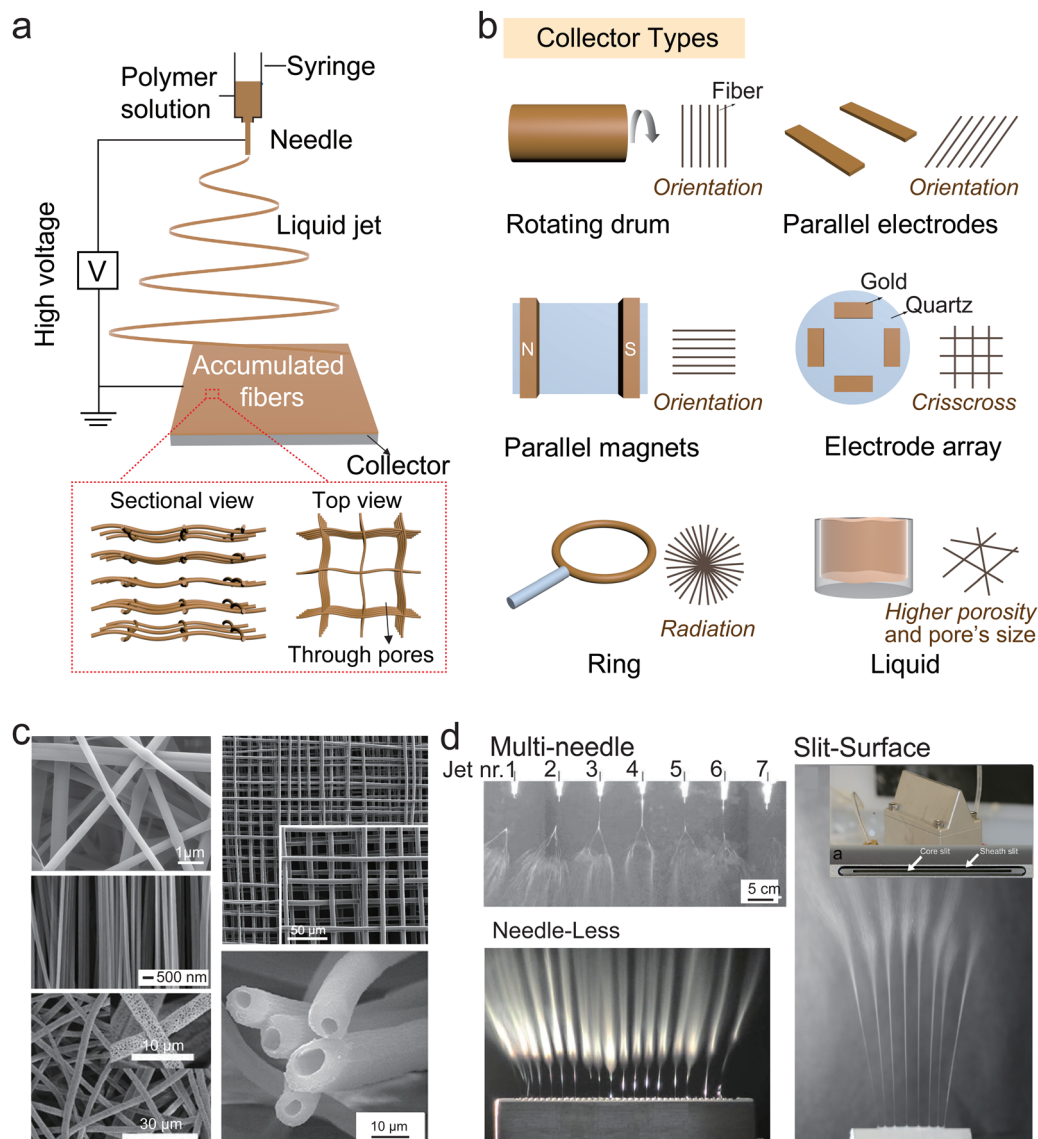 a
Syringe
Polymer
solution
Needle
Liquid jet
High voltage
V
Accumulated
fibers
Collector
Sectional view
Top view
Through pores
b
Collector Types
Fiber
Orientation
Rotating drum
Orientation
Parallel electrodes
N
S
Orientation
Parallel magnets
Gold
Quartz
Crisscross
Electrode array
Radiation
Ring
Higher porosity
and pore's size
Liquid
c
1μm
500 nm
10 μm
30 μm
50 μm
10 μm
d
Multi-needle
Jet nr. 1 2 3 4 5 6 7
5 cm
Needle-Less
Slit-Surface
a
Core slit
Sheath slit